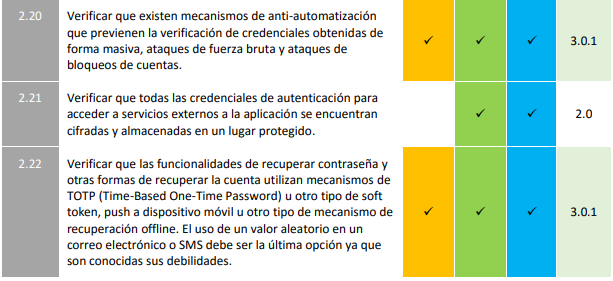 2.20 Verificar que existen mecanismos de anti-automatización
que previenen la verificación de credenciales obtenidas de
forma masiva, ataques de fuerza bruta y ataques de
bloqueos de cuentas.
✓ ✓ ✓ 3.0.1
2.21 Verificar que todas las credenciales de autenticación para
acceder a servicios externos a la aplicación se encuentran
cifradas y almacenadas en un lugar protegido.
✓ ✓ 2.0
2.22 Verificar que las funcionalidades de recuperar contraseña y
otras formas de recuperar la cuenta utilizan mecanismos de
TOTP (Time-Based One-Time Password) u otro tipo de soft
token, push a dispositivo móvil u otro tipo de mecanismo de
recuperación offline. El uso de un valor aleatorio en un
correo electrónico o SMS debe ser la última opción ya que
son conocidas sus debilidades.
✓ ✓ ✓ 3.0.1